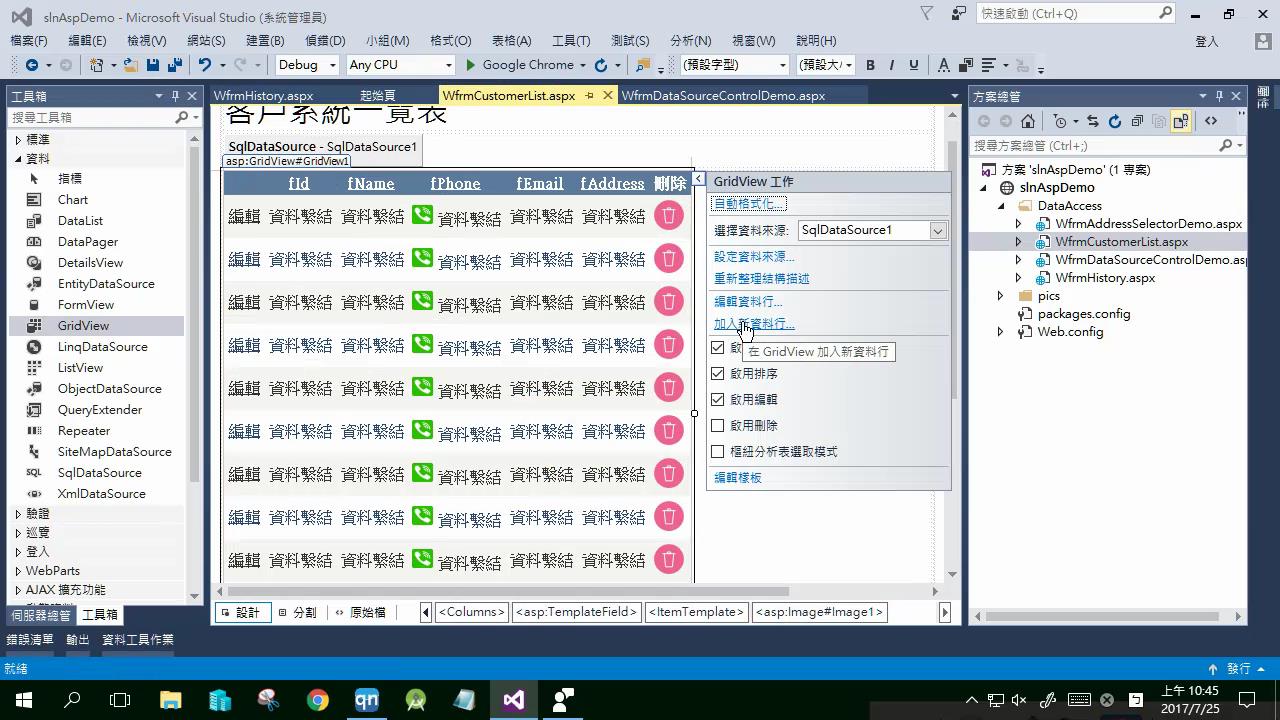 slnAspDemo - Microsoft Visual Studio (系統管理員)
快速啟動 (Ctrl+Q)
檔案(F) 編輯(E) 檢視(V) 網站(S) 建置(B) 偵錯(D) 小組(M) 格式(O) 表格(A) 工具(T) 測試(S) 分析(N) 視窗(W) 說明(H)
登入
Debug Any CPU Google Chrome (預設字型) (預設大 B I U A
工具箱
搜尋工具箱
標準
資料
指標
Chart
DataList
DataPager
DetailsView
EntityDataSource
FormView
GridView
LinqDataSource
ListView
ObjectDataSource
QueryExtender
Repeater
SiteMapDataSource
SQL SqlDataSource
XmlDataSource
驗證
巡覽
登入
WebParts
AJAX 擴充功能
伺服器總管 工具箱
WfrmHistory.aspx 起始頁 WfrmCustomerList.aspx WfrmDataSourceControlDemo.aspx
客戶系統一覽表
SqlDataSource - SqlDataSource1
asp:GridView#GridView1
fId fName fPhone fEmail fAddress 刪除
編輯 資料繫結 資料繫結 資料繫結 資料繫結 資料繫結
編輯 資料繫結 資料繫結 資料繫結 資料繫結 資料繫結
編輯 資料繫結 資料繫結 資料繫結 資料繫結 資料繫結
編輯 資料繫結 資料繫結 資料繫結 資料繫結 資料繫結
編輯 資料繫結 資料繫結 資料繫結 資料繫結 資料繫結
編輯 資料繫結 資料繫結 資料繫結 資料繫結 資料繫結
編輯 資料繫結 資料繫結 資料繫結 資料繫結 資料繫結
編輯 資料繫結 資料繫結 資料繫結 資料繫結 資料繫結
編輯 資料繫結 資料繫結 資料繫結 資料繫結 資料繫結
GridView 工作
自動格式化...
選擇資料來源: SqlDataSource1
設定資料來源...
重新整理結構描述
編輯資料行...
加入新資料行...
啟
在 GridView 加入新資料行
啟用排序
啟用編輯
啟用刪除
樞紐分析表選取模式
編輯樣板
設計 分割 原始檔 <Columns> <asp:TemplateField> <ItemTemplate> <asp:Image#Image1>
方案總管
搜尋方案總管 (Ctrl+;)
方案 'slnAspDemo' (1 專案)
slnAspDemo
DataAccess
WfrmAddressSelectorDemo.aspx
WfrmCustomerList.aspx
WfrmDataSourceControlDemo.asp
WfrmHistory.aspx
pics
packages.config
Web.config
錯誤清單 輸出 資料工具作業
就緒
發行
qn
上午 10:45
2017/7/25